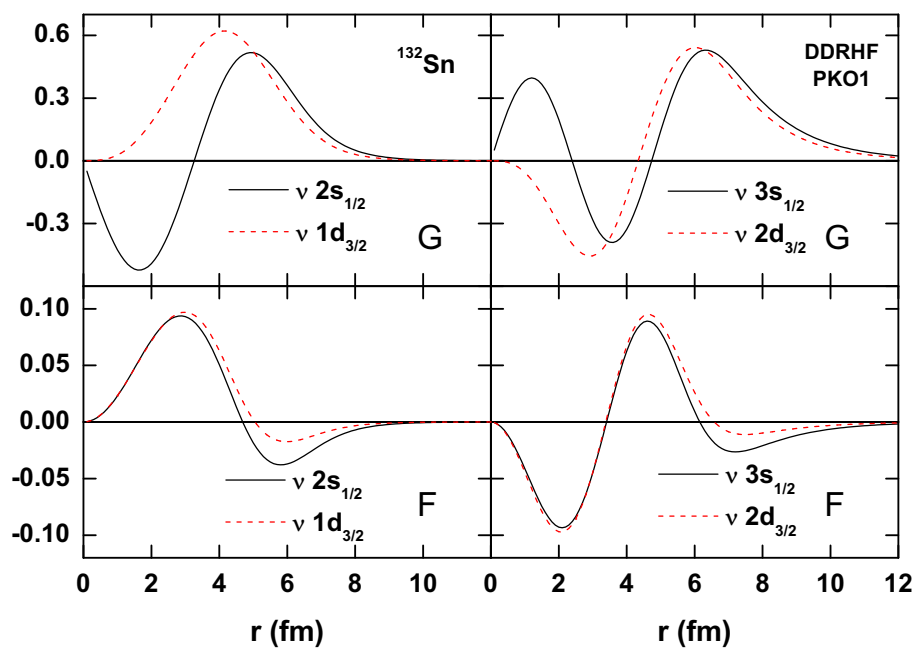 0.6
0.3
0.0
-0.3
¹³²Sn
ν 2s₁/₂
ν 1d₃/₂
G
DDRHF
PKO1
ν 3s₁/₂
ν 2d₃/₂
G
0.10
0.05
0.00
-0.05
-0.10
ν 2s₁/₂
ν 1d₃/₂
F
ν 3s₁/₂
ν 2d₃/₂
F
0 2 4 6 8 10 0 2 4 6 8 10 12
r (fm) r (fm)